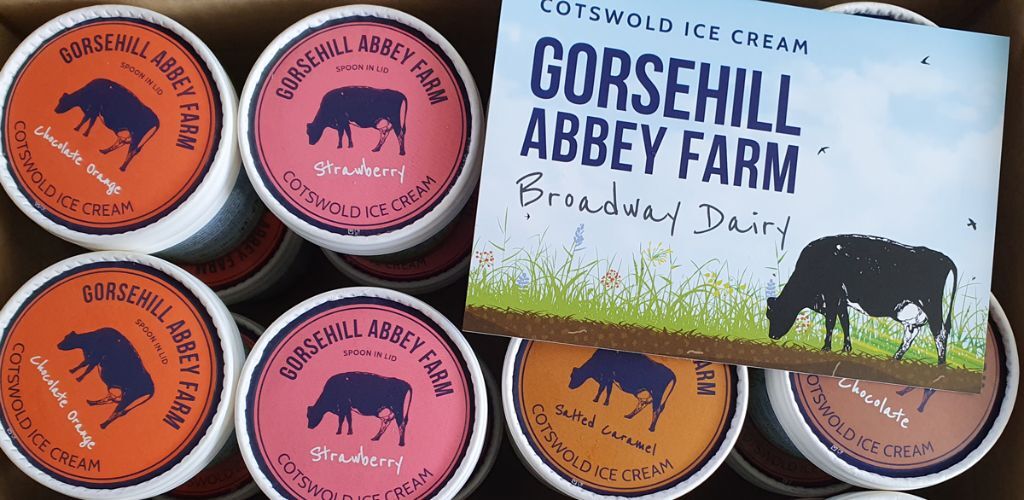 GORSEHILL ABBEY FARM
SPOON IN LID
Chocolate Orange
COTSWOLD ICE CREAM
GORSEHILL ABBEY FARM
SPOON IN LID
Strawberry
COTSWOLD ICE CREAM
COTSWOLD ICE CREAM
GORSEHILL
ABBEY FARM
Broadway Dairy
ABBEY FARM
GORSEHILL ABBEY FARM
SPOON IN LID
Chocolate Orange
COTSWOLD ICE CREAM
GORSEHILL ABBEY FARM
SPOON IN LID
Strawberry
COTSWOLD ICE CREAM
FARM
Salted Caramel
COTSWOLD ICE CREAM
Chocolate
COTSWOLD ICE CREAM